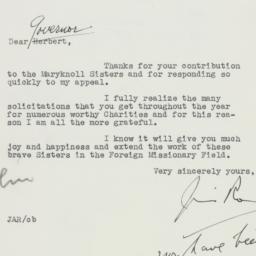 Governor
Dear Herbert,
Thanks for your contribution
to the Maryknoll Sisters and for responding so
quickly to my appeal.
I fully realize the many
solicitations that you get throughout the year
for numerous worthy Charities and for this rea-
son I am all the more grateful.
I know it will give you much
joy and happiness and extend the work of these
brave Sisters in the Foreign Missionary Field.
Very sincerely yours,
Jim
JAR/ob
have been